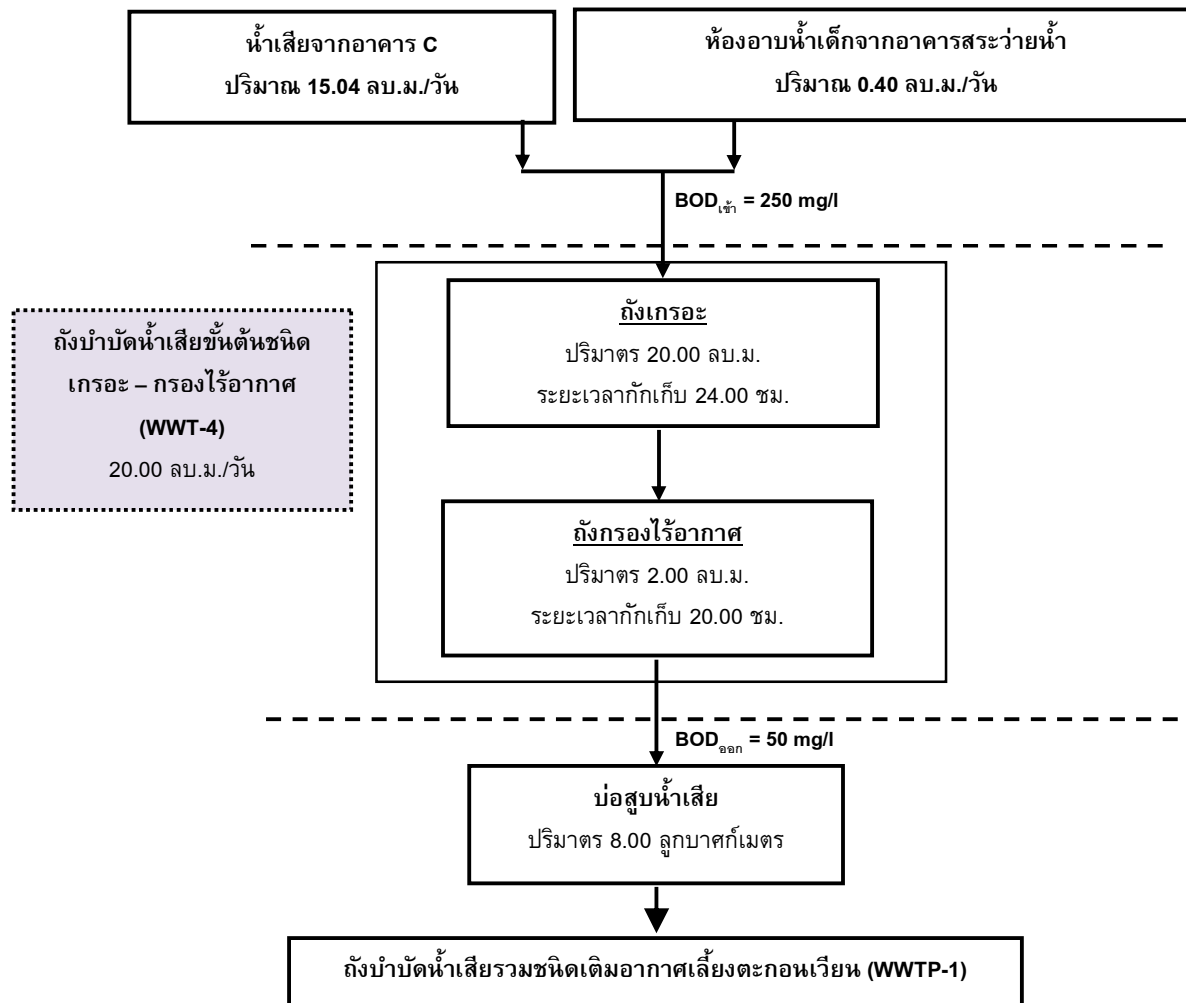 น้ำเสียจากอาคาร C
ปริมาณ 15.04 ลบ.ม./วัน
ห้องอาบน้ำเด็กจากอาคารสระว่ายน้ำ
ปริมาณ 0.40 ลบ.ม./วัน
BODเข้า = 250 mg/l
ถังบำบัดน้ำเสียขั้นต้นชนิด
เกรอะ – กรองไร้อากาศ
(WWT-4)
20.00 ลบ.ม./วัน
ถังเกรอะ
ปริมาตร 20.00 ลบ.ม.
ระยะเวลากักเก็บ 24.00 ชม.
ถังกรองไร้อากาศ
ปริมาตร 2.00 ลบ.ม.
ระยะเวลากักเก็บ 20.00 ชม.
BODออก = 50 mg/l
บ่อสูบน้ำเสีย
ปริมาตร 8.00 ลูกบาศก์เมตร
ถังบำบัดน้ำเสียรวมชนิดเติมอากาศเลี้ยงตะกอนเวียน (WWTP-1)